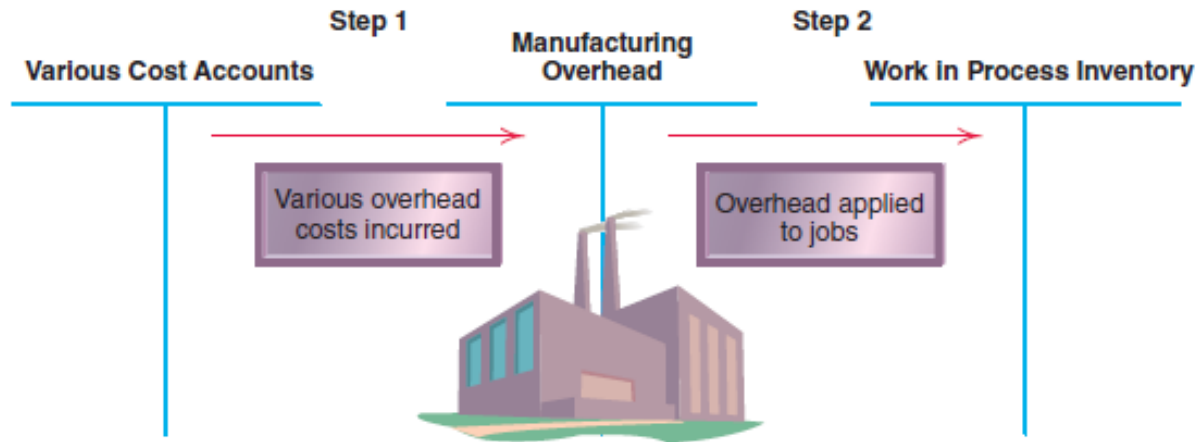 Step 1
Step 2
Various Cost Accounts
Manufacturing
Overhead
Work in Process Inventory
Various overhead
costs incurred
Overhead applied
to jobs